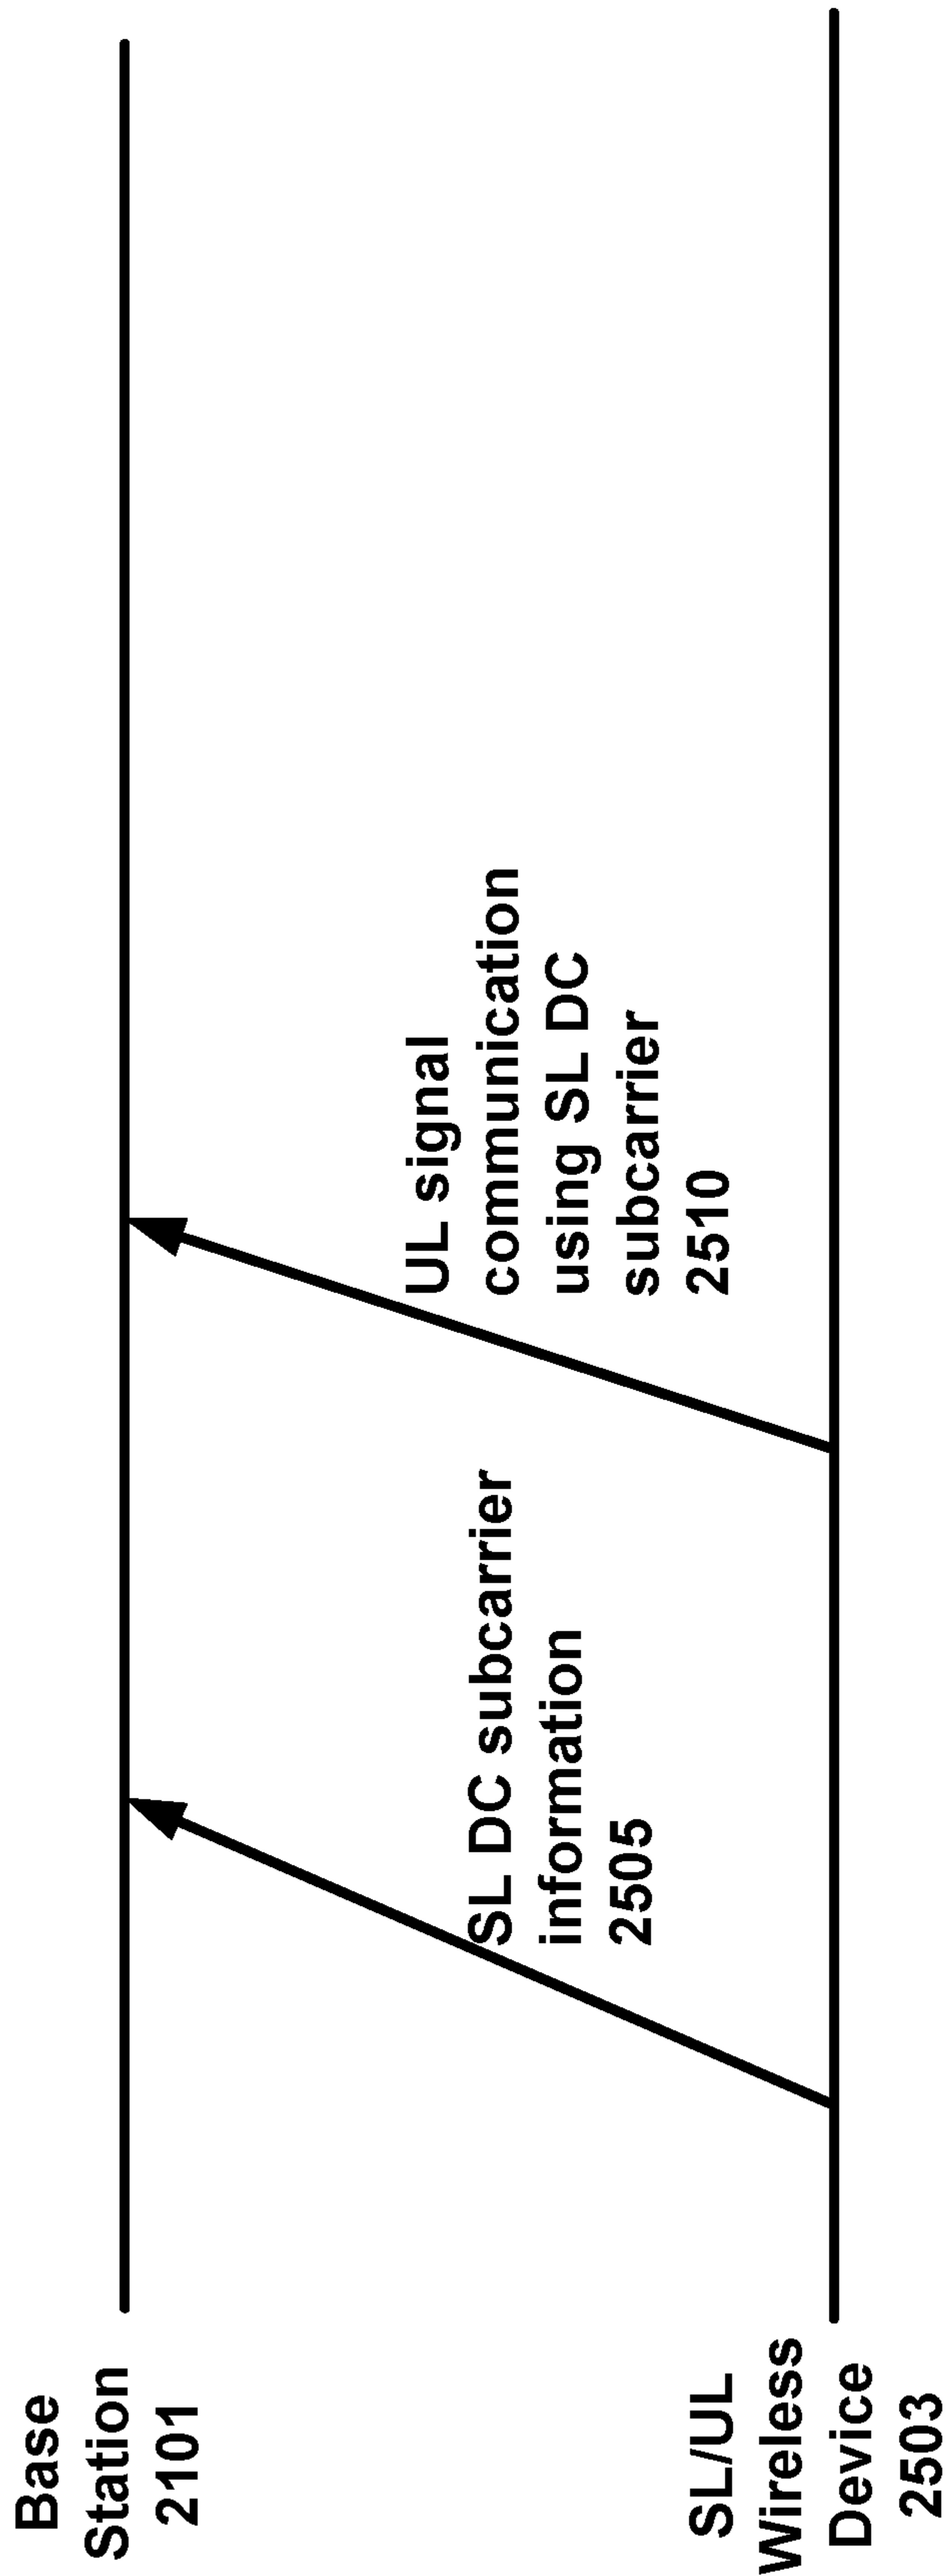 Base
Station
2101
SL DC subcarrier
information
2505
UL signal
communication
using SL DC
subcarrier
2510
SL/UL
Wireless
Device
2503